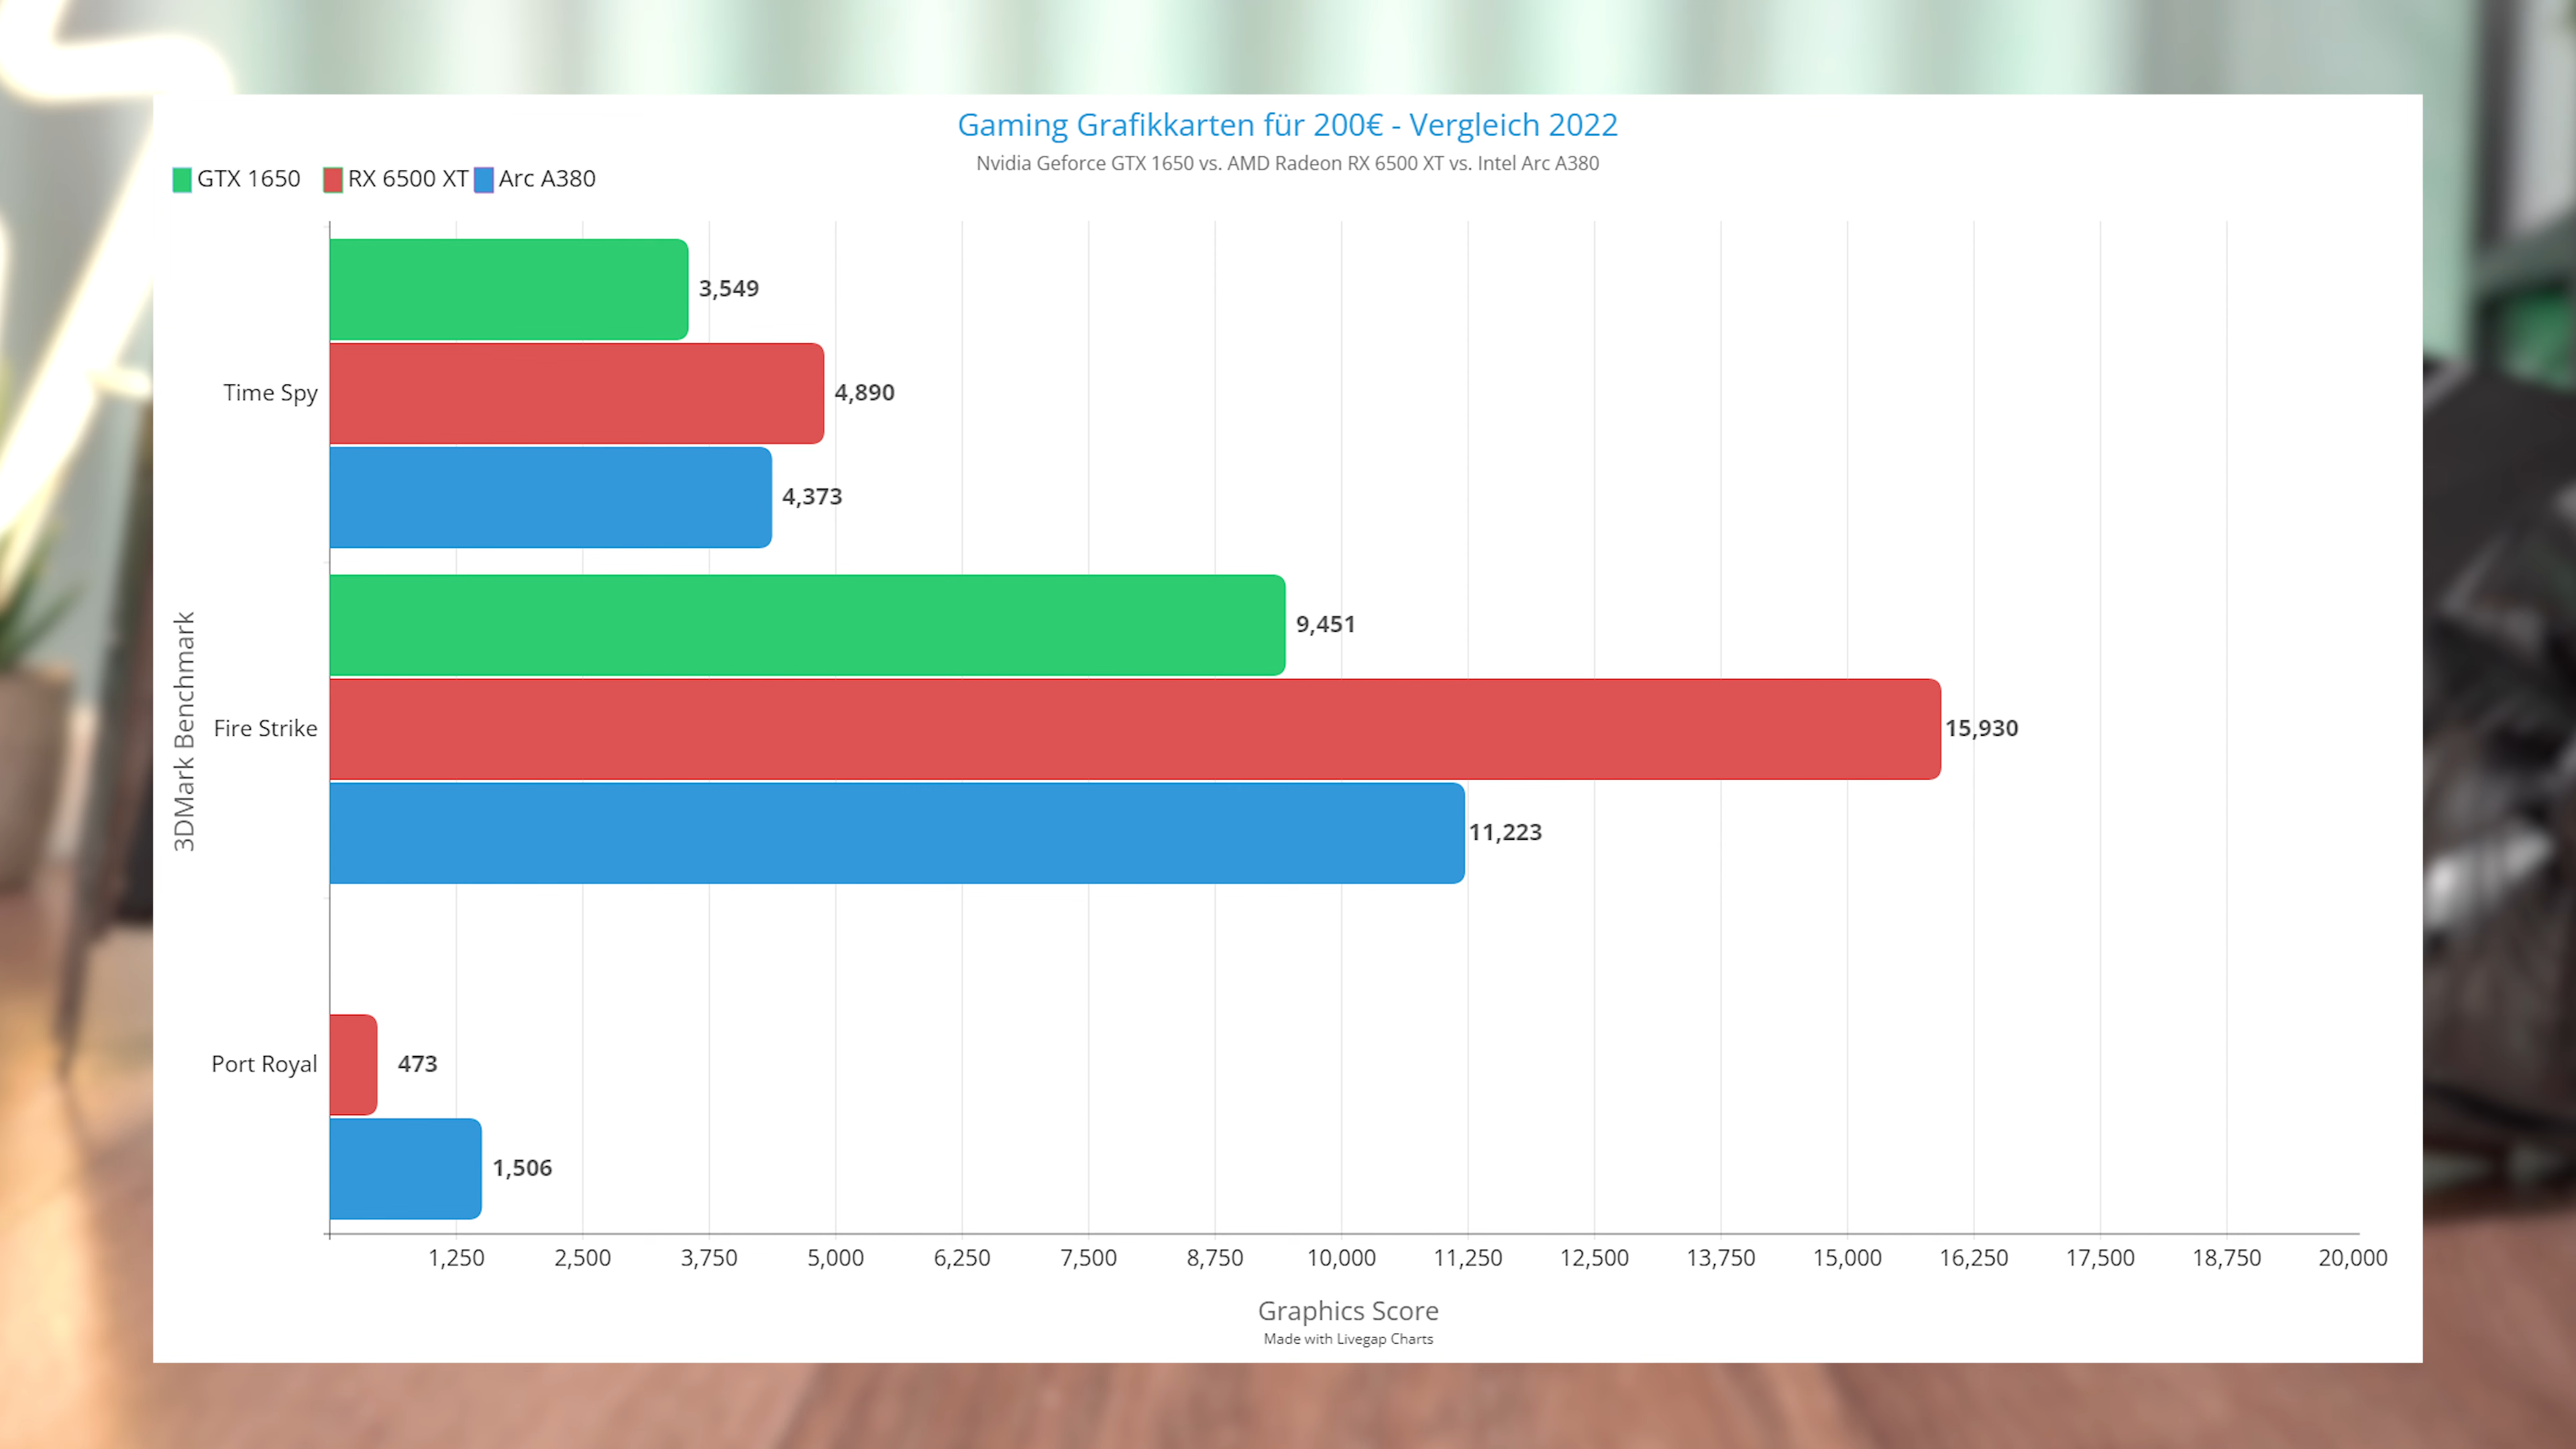 Gaming Grafikkarten für 200€ - Vergleich 2022
Nvidia Geforce GTX 1650 vs. AMD Radeon RX 6500 XT vs. Intel Arc A380
GTX 1650 RX 6500 XT Arc A380
3DMark Benchmark
Time Spy
3,549
4,890
4,373
Fire Strike
9,451
15,930
11,223
Port Royal
473
1,506
1,250 2,500 3,750 5,000 6,250 7,500 8,750 10,000 11,250 12,500 13,750 15,000 16,250 17,500 18,750 20,000
Graphics Score
Made with Livegap Charts